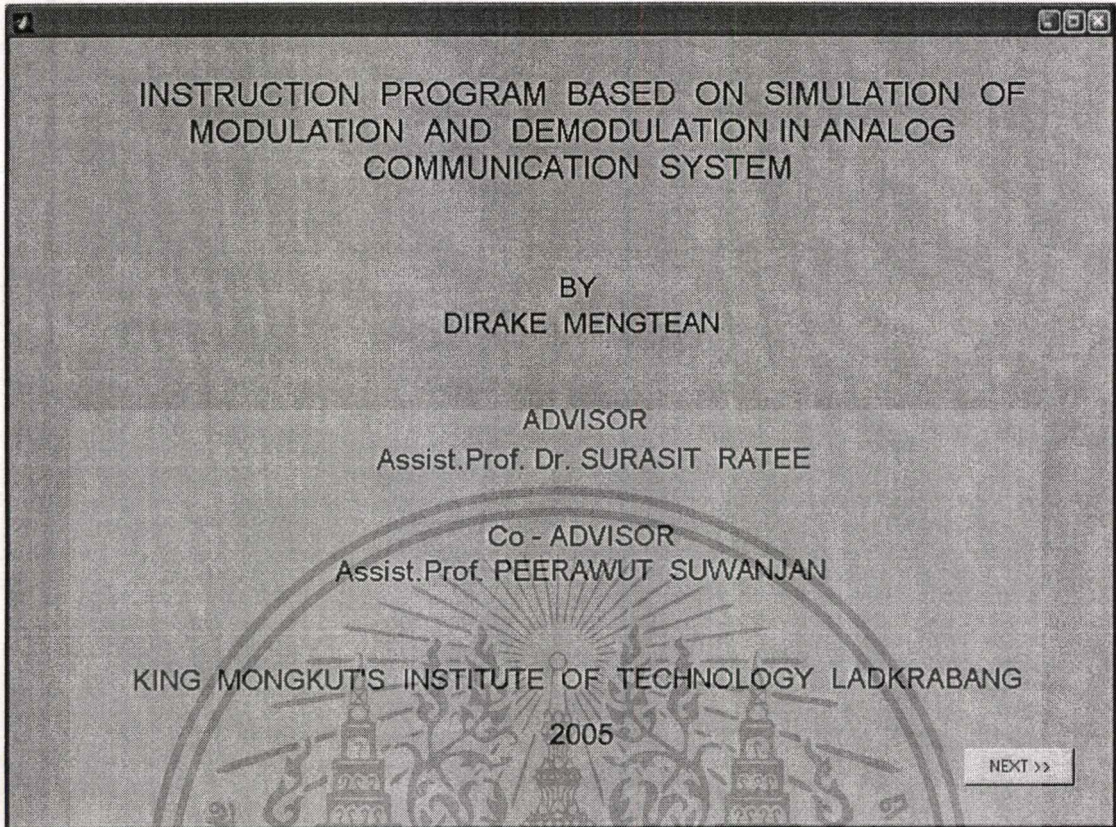 INSTRUCTION PROGRAM BASED ON SIMULATION OF
MODULATION AND DEMODULATION IN ANALOG
COMMUNICATION SYSTEM
BY
DIRAKE MENGTEAN
ADVISOR
Assist.Prof. Dr. SURASIT RATEE
Co - ADVISOR
Assist.Prof. PEERAWUT SUWANJAN
KING MONGKUT'S INSTITUTE OF TECHNOLOGY LADKRABANG
2005
NEXT >>